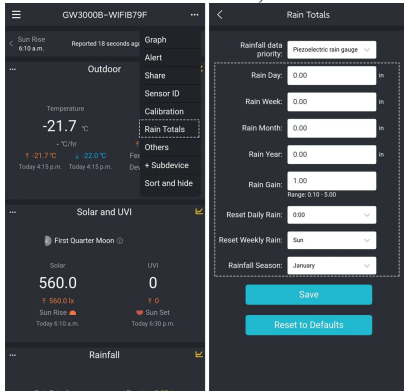 GW3000B-WIFIB79F
Sun Rise
6:10 a.m.
Reported 18 seconds ago
Graph
Alert
Share
Sensor ID
Calibration
Rain Totals
Others
+ Subdevice
Sort and hide
Outdoor
Temperature
-21.7 ℃
- ℃/hr
-21.7 ℃
-22.0 ℃
Today 4:15 p.m.
Today 4:15 p.m.
Solar and UVI
First Quarter Moon
Solar
UVI
560.0
0
560.0 lx
0
Sun Rise
Sun Set
Today 6:10 a.m.
Today 6:30 p.m.
Rainfall
Rain Totals
Rainfall data priority:
Piezoelectric rain gauge
Rain Day:
0.00
in
Rain Week:
0.00
in
Rain Month:
0.00
in
Rain Year:
0.00
in
Rain Gain:
1.00
Range: 0.10 - 5.00
Reset Daily Rain:
0:00
Reset Weekly Rain:
Sun
Rainfall Season:
January
Save
Reset to Defaults